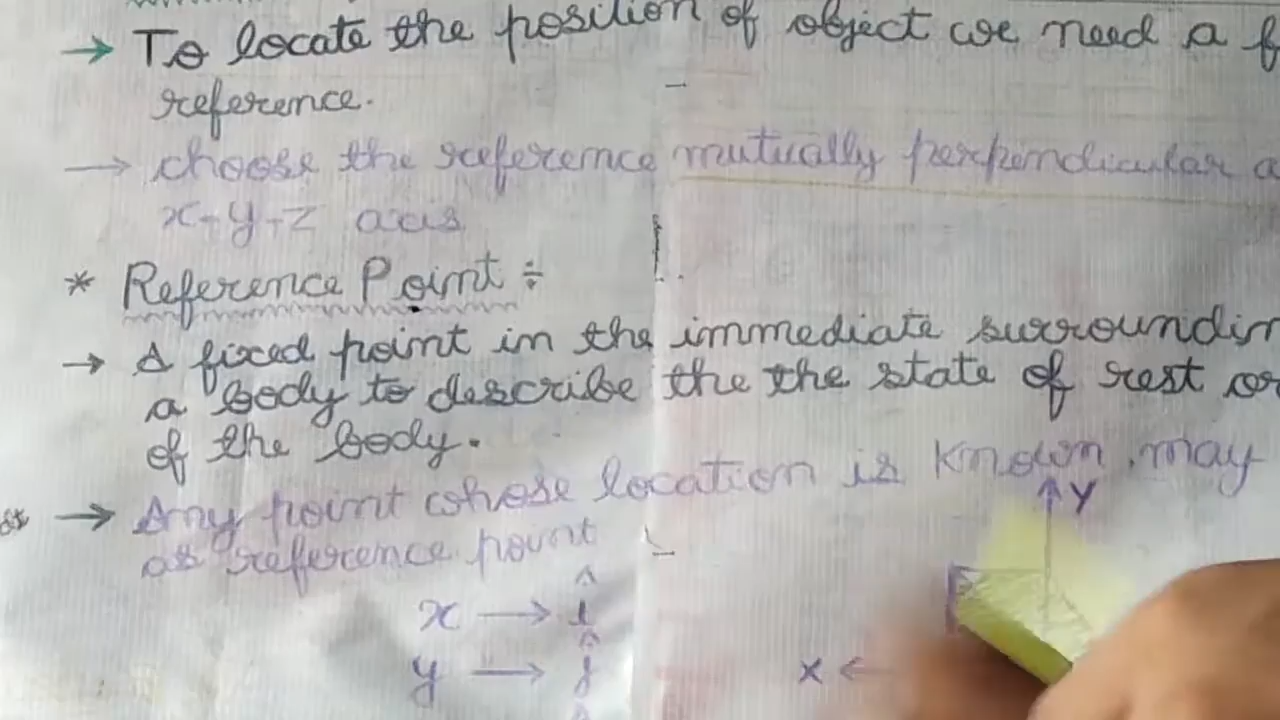 → To locate the position of object we need a f
reference.
→ choose the reference mutually perpendicular a
x-y-z axis
* Reference Point ÷
→ A fixed point in the immediate surroundin
a body to describe the the state of rest or
of the body.
→ Any point whose location is known, may
as reference point
Y
x → î
y → ĵ
x ←